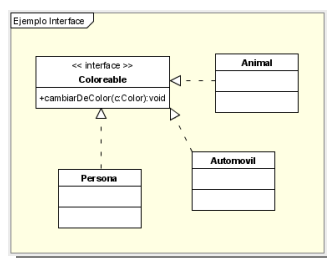 Ejemplo Interface
<< interface >>
Coloreable
+cambiarDeColor(c:Color):void
Animal
Automovil
Persona